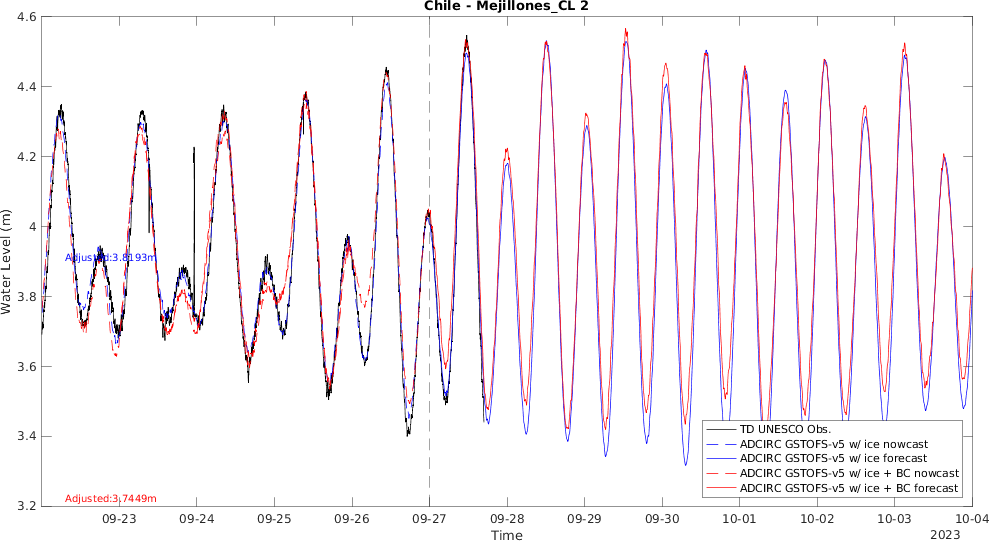 Chile - Mejillones_CL 2
4.6
4.4
4.2
4
3.8
3.6
3.4
3.2
Water Level (m)
Adjusted:3.8193m
Adjusted:3.7449m
TD UNESCO Obs.
ADCIRC GSTOFS-v5 w/ ice nowcast
ADCIRC GSTOFS-v5 w/ ice forecast
ADCIRC GSTOFS-v5 w/ ice + BC nowcast
ADCIRC GSTOFS-v5 w/ ice + BC forecast
09-23 09-24 09-25 09-26 09-27 09-28 09-29 09-30 10-01 10-02 10-03 10-04
Time
2023